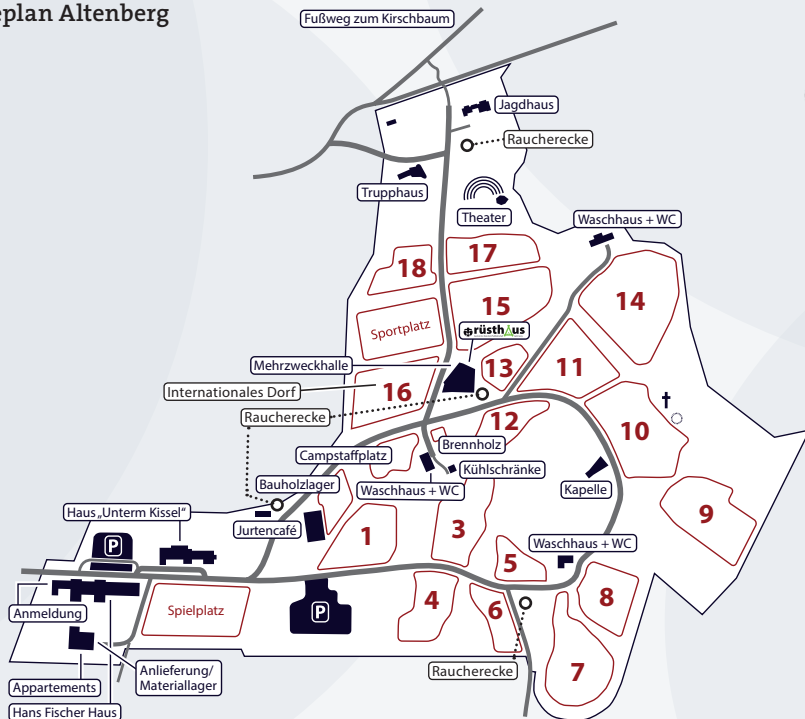 eplan Altenberg
Fußweg zum Kirschbaum
Jagdhaus
Raucherecke
Trupphaus
Theater
Waschhaus + WC
17
18
14
15
Sportplatz
rüsthaus
Mehrzweckhalle
13
11
Internationales Dorf
16
Raucherecke
12
10
Brennholz
Campstaffplatz
Kühlschränke
Bauholzlager
Waschhaus + WC
Kapelle
Haus „Unterm Kissel“
9
Jurtencafé
1
3
P
5
Waschhaus + WC
Anmeldung
Spielplatz
P
4
6
8
Raucherecke
7
Anlieferung/
Materiallager
Appartements
Hans Fischer Haus